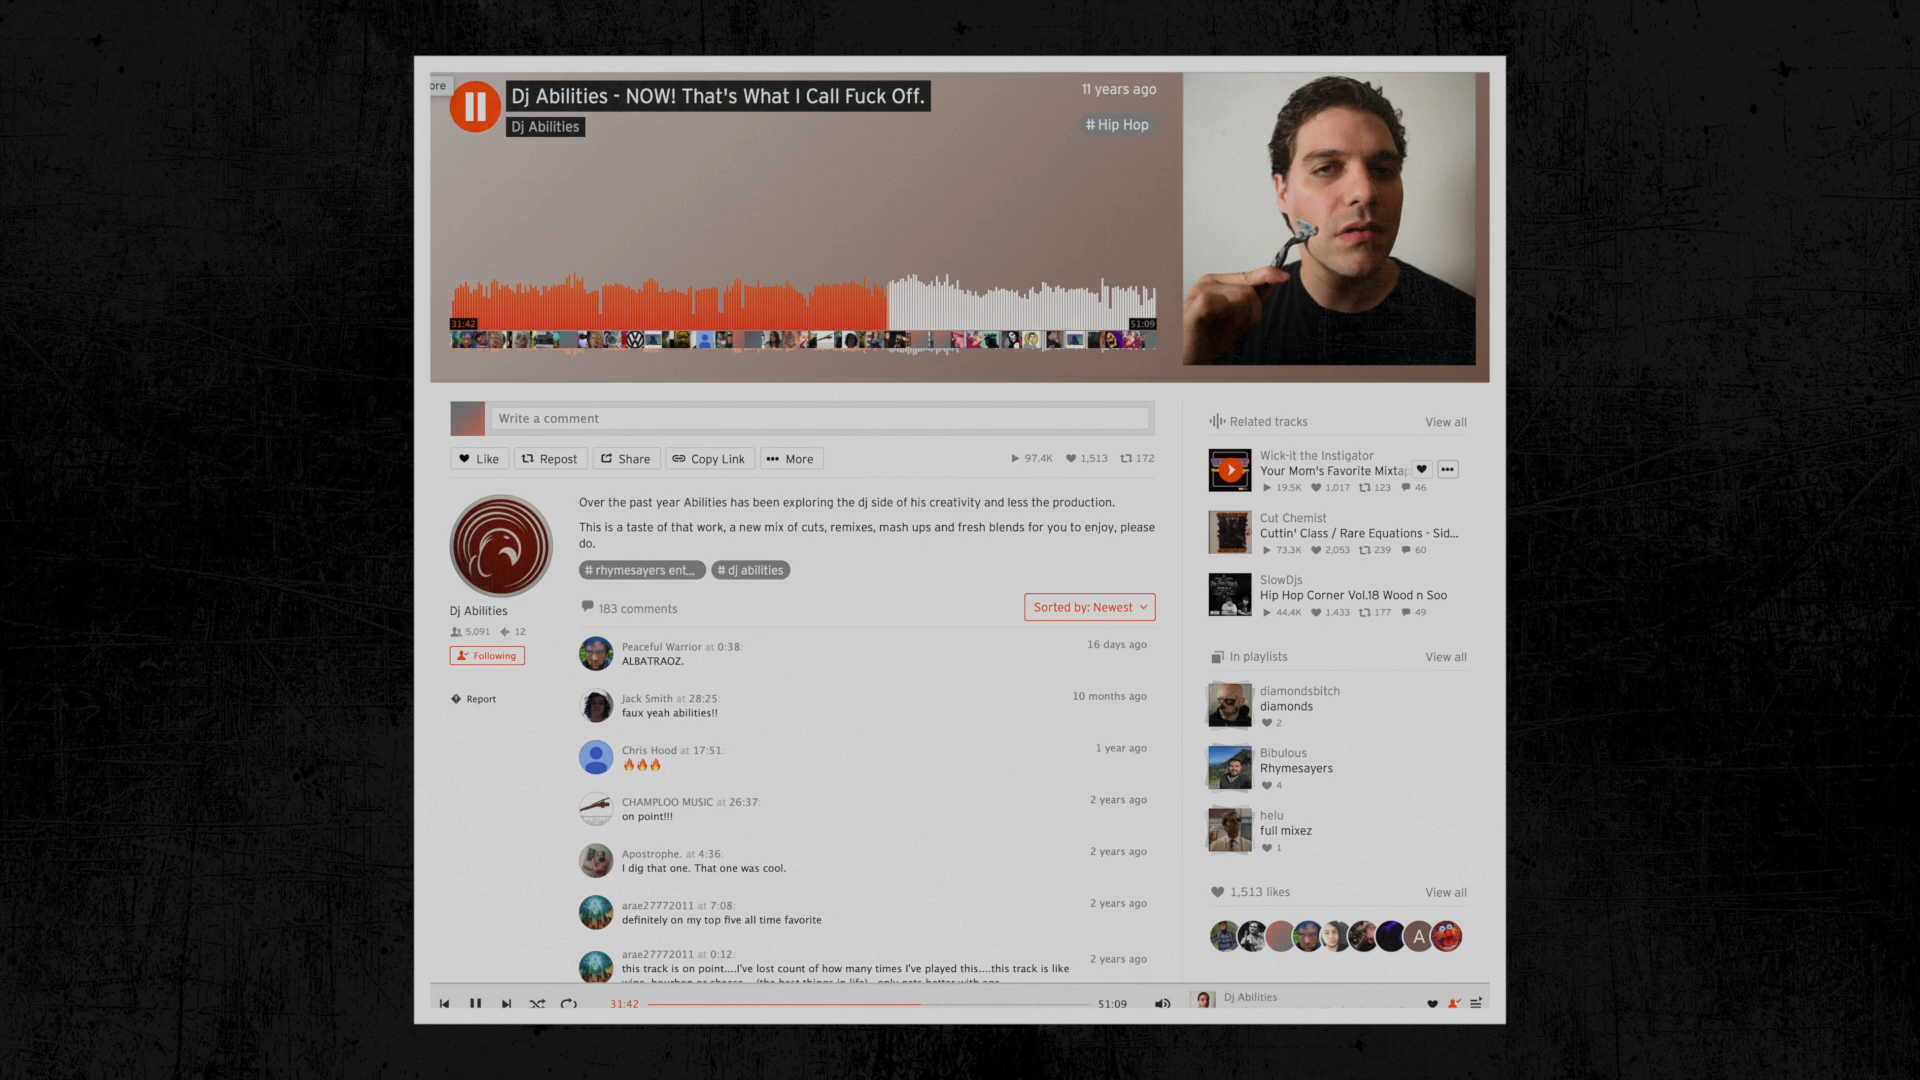 ore
Dj Abilities - NOW! That's What I Call Fuck Off.
Dj Abilities
11 years ago
# Hip Hop
31:42
51:09
Write a comment
Like
Repost
Share
Copy Link
More
97.4K
1,513
172
Over the past year Abilities has been exploring the dj side of his creativity and less the production.
This is a taste of that work, a new mix of cuts, remixes, mash ups and fresh blends for you to enjoy, please
do.
# rhymesayers ent...
# dj abilities
Dj Abilities
5,091 12
Following
Report
183 comments
Sorted by: Newest
Peaceful Warrior at 0:38:
16 days ago
ALBATRAOZ.
Jack Smith at 28:25:
10 months ago
faux yeah abilities!!
Chris Hood at 17:51:
1 year ago
🔥🔥🔥
CHAMPLOO MUSIC at 26:37:
2 years ago
on point!!!
Apostrophe. at 4:36:
2 years ago
I dig that one. That one was cool.
arae27772011 at 7:08:
2 years ago
definitely on my top five all time favorite
arae27772011 at 0:12:
2 years ago
this track is on point....I've lost count of how many times I've played this....this track is like
Related tracks
View all
Wick-it the Instigator
Your Mom's Favorite Mixtap
19.5K 1,017 123 46
Cut Chemist
Cuttin' Class / Rare Equations - Sid...
73.3K 2,053 239 60
SlowDjs
Hip Hop Corner Vol.18 Wood n Soo
44.4K 1,433 177 49
In playlists
View all
diamondsbitch
diamonds
2
Bibulous
Rhymesayers
4
helu
full mixez
1
1,513 likes
View all
A
31:42
51:09
Dj Abilities